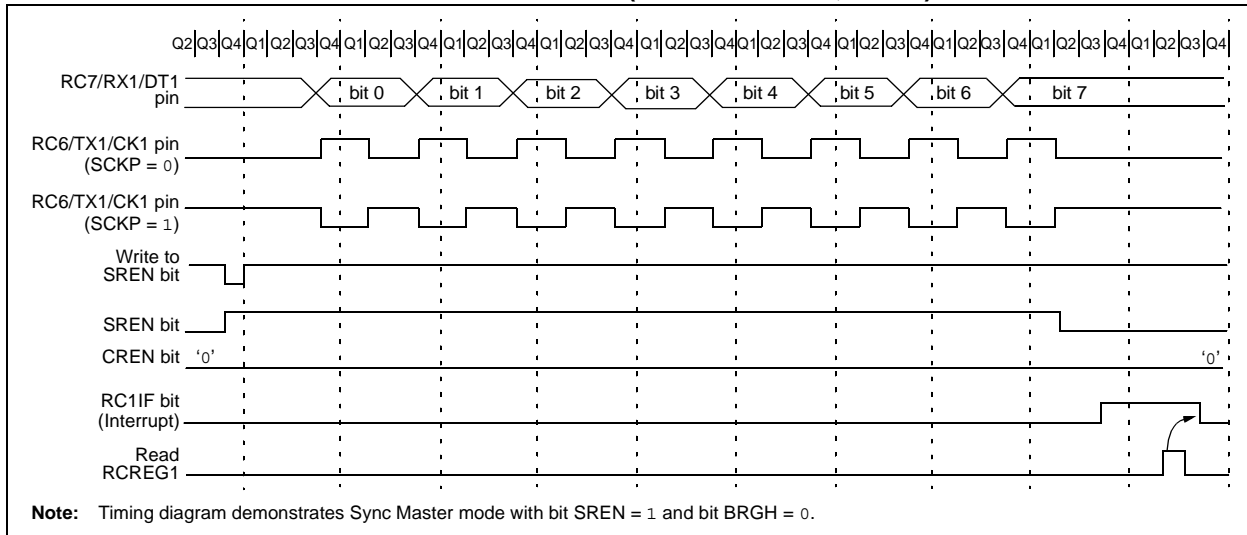 Q2|Q3|Q4|Q1|Q2|Q3|Q4|Q1|Q2|Q3|Q4|Q1|Q2|Q3|Q4|Q1|Q2|Q3|Q4|Q1|Q2|Q3|Q4|Q1|Q2|Q3|Q4|Q1|Q2|Q3|Q4|Q1|Q2|Q3|Q4|Q1|Q2|Q3|Q4|Q1|Q2|Q3|Q4
RC7/RX1/DT1
pin
bit 0 bit 1 bit 2 bit 3 bit 4 bit 5 bit 6 bit 7
RC6/TX1/CK1 pin
(SCKP = 0)
RC6/TX1/CK1 pin
(SCKP = 1)
Write to
SREN bit
SREN bit
CREN bit ‘0’ ‘0’
RC1IF bit
(Interrupt)
Read
RCREG1
Note: Timing diagram demonstrates Sync Master mode with bit SREN = 1 and bit BRGH = 0.